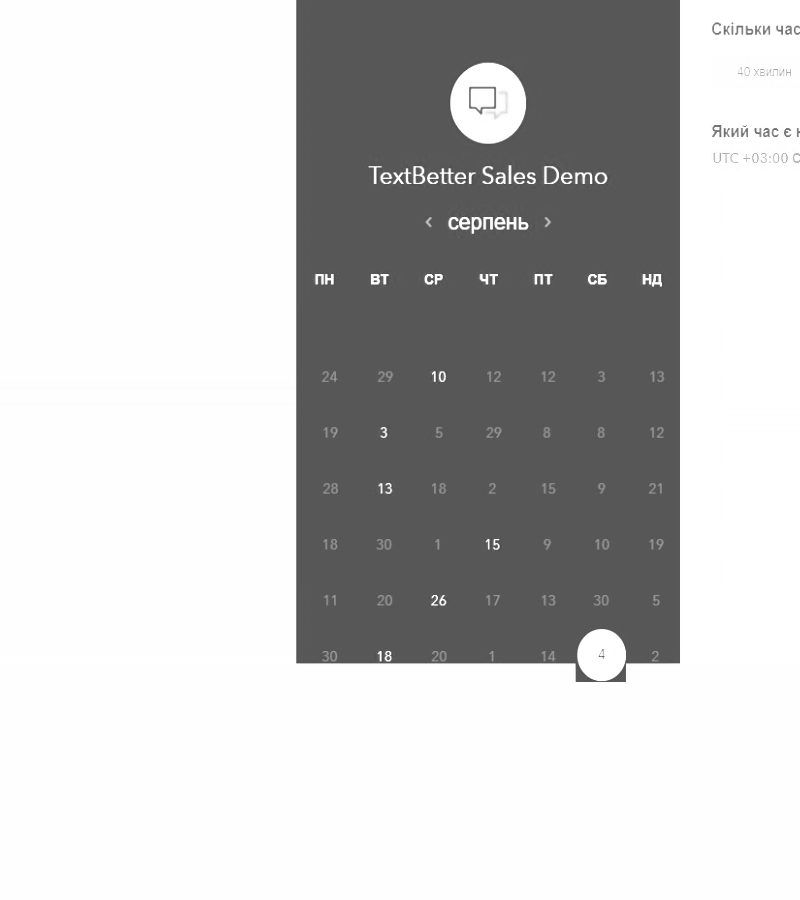 TextBetter Sales Demo
серпень
ПН ВТ СР ЧТ ПТ СБ НД
24 29 10 12 12 3 13
19 3 5 29 8 8 12
28 13 18 2 15 9 21
18 30 1 15 9 10 19
11 20 26 17 13 30 5
30 18 20 1 14 4 2
Скільки час
40 хвилин
Який час є н
UTC +03:00